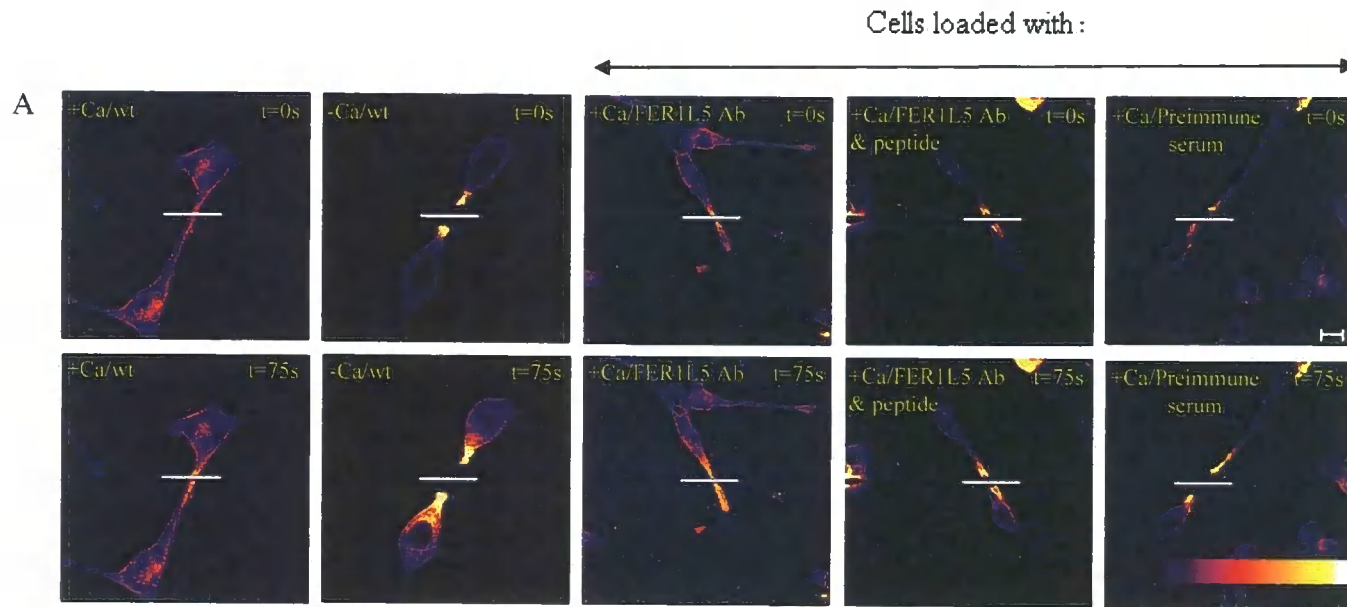 Cells loaded with :
A
+Ca/wt t=0s
-Ca/wt t=0s
+Ca/FER1L5 Ab t=0s
+Ca/FER1L5 Ab t=0s
& peptide
+Ca/Preimmune t=0s
serum
+Ca/wt t=75s
-Ca/wt t=75s
+Ca/FER1L5 Ab t=75s
+Ca/FER1L5 Ab t=75s
& peptide
+Ca/Preimmune t=75s
serum